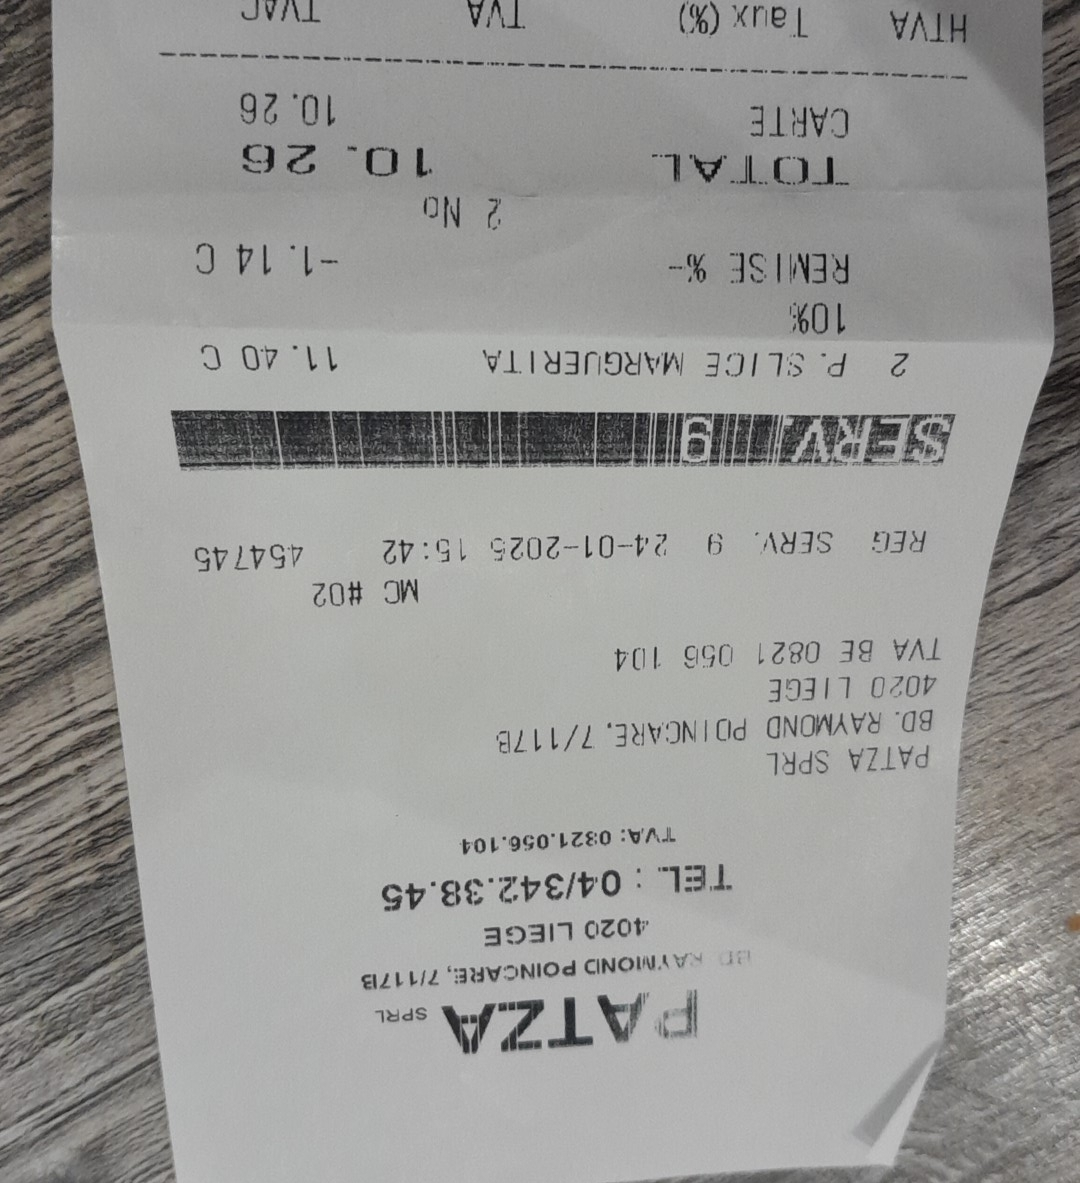 PATZA SPRL
BD. RAYMOND POINCARE, 7/117B
4020 LIEGE
TEL. : 04/342.38.45
TVA: 0821.056.104
PATZA SPRL
BD. RAYMOND POINCARE, 7/117B
4020 LIEGE
TVA BE 0821 056 104
MC #02
REG SERV. 9 24-01-2025 15:42 454745
SERV. 9
2 P. SLICE MARGUERITA 11.40 C
10%
REMISE %- -1.14 C
2 No
TOTAL 10.26
CARTE 10.26
HTVA Taux (%) TVA TVAC